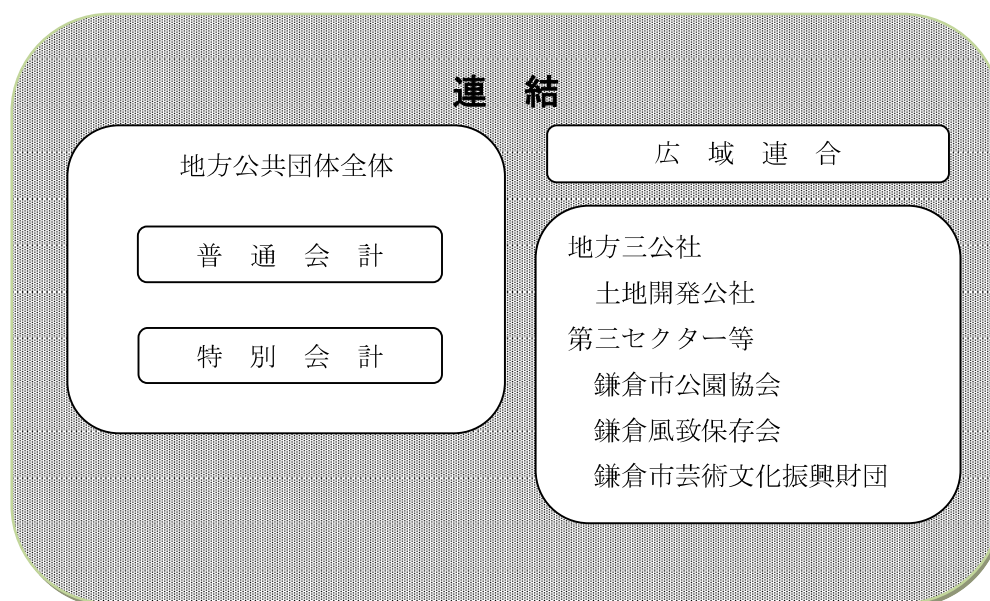 連　結
地方公共団体全体
普　通　会　計
特　別　会　計
広　域　連　合
地方三公社
土地開発公社
第三セクター等
鎌倉市公園協会
鎌倉風致保存会
鎌倉市芸術文化振興財団